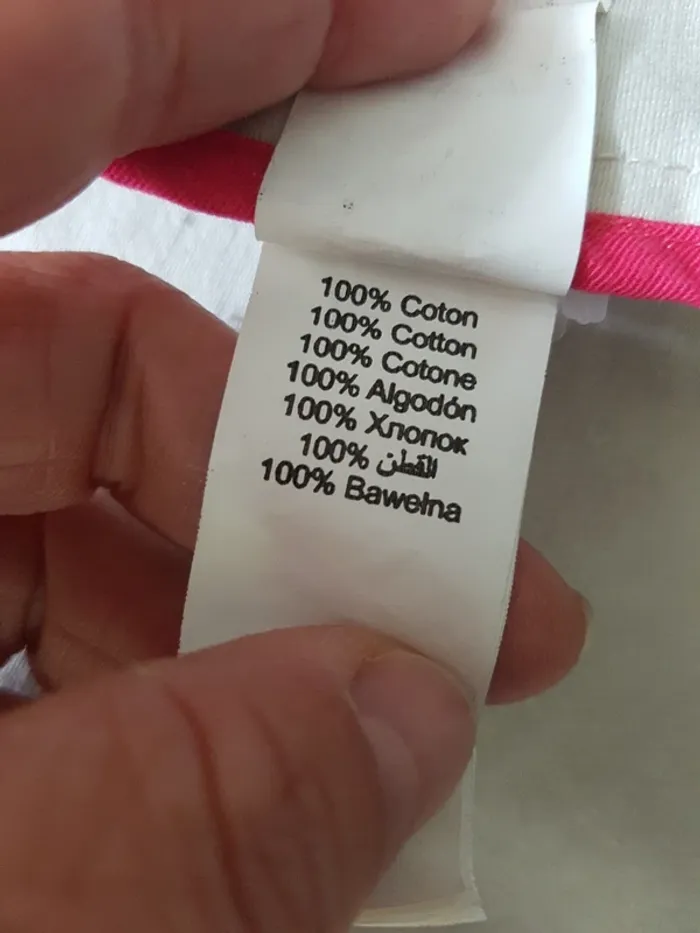 100% Coton
100% Cotton
100% Cotone
100% Algodón
100% Хлопок
100% القطن
100% Bawełna